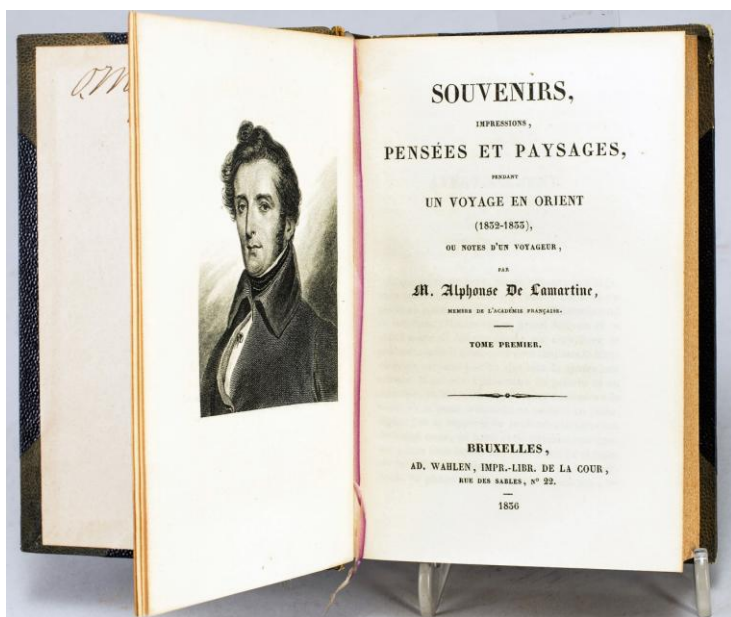 SOUVENIRS,
IMPRESSIONS,
PENSÉES ET PAYSAGES,
PENDANT
UN VOYAGE EN ORIENT
(1832-1833),
OU NOTES D'UN VOYAGEUR,
PAR
M. Alphonse De Lamartine,
MEMBRE DE L'ACADÉMIE FRANÇAISE.
TOME PREMIER.
BRUXELLES,
AD. WAHLEN, IMPR.-LIBR. DE LA COUR,
RUE DES SABLES, Nº 22.
1836